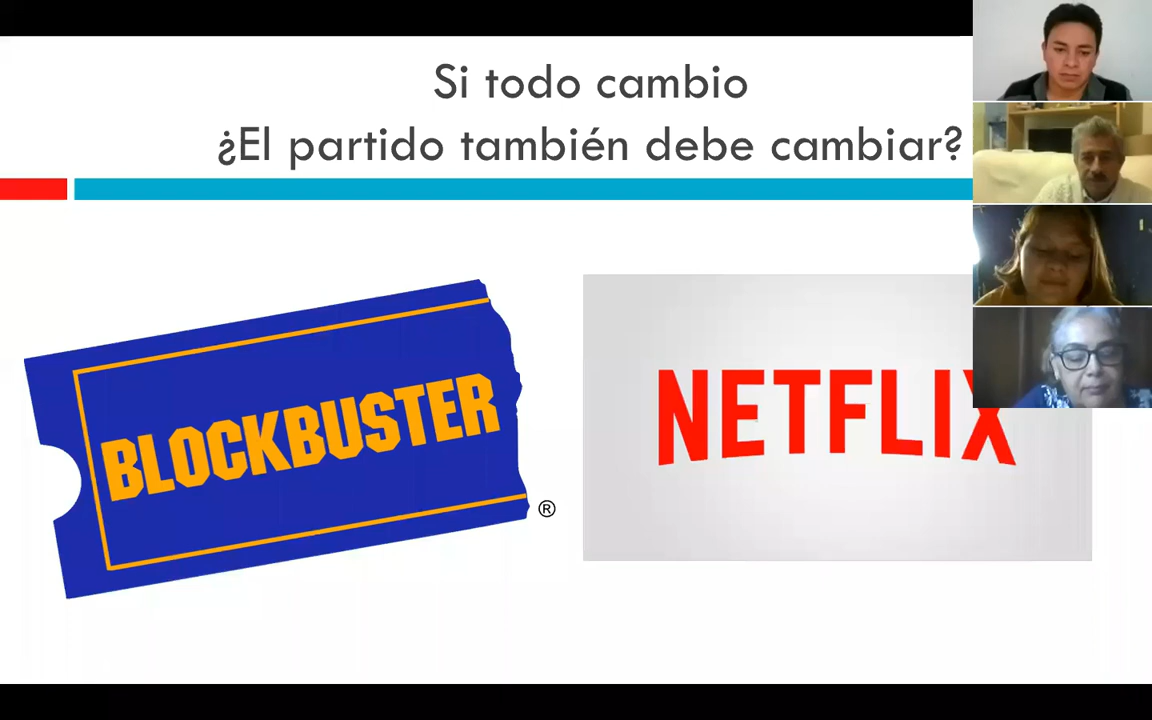 Si todo cambio
¿El partido también debe cambiar?
BLOCKBUSTER
®
NETFLIX